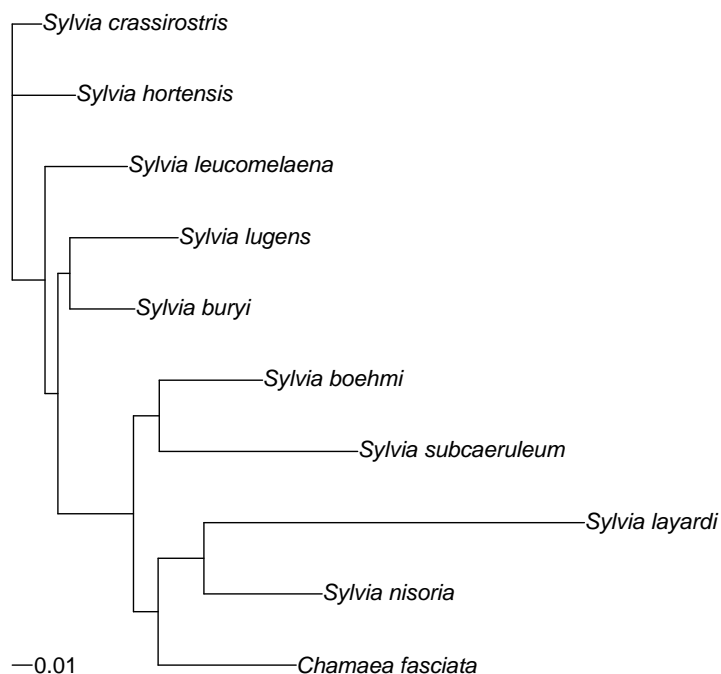 Sylvia crassirostris
Sylvia hortensis
Sylvia leucomelaena
Sylvia lugens
Sylvia buryi
Sylvia boehmi
Sylvia subcaeruleum
Sylvia layardi
Sylvia nisoria
Chamaea fasciata
0.01